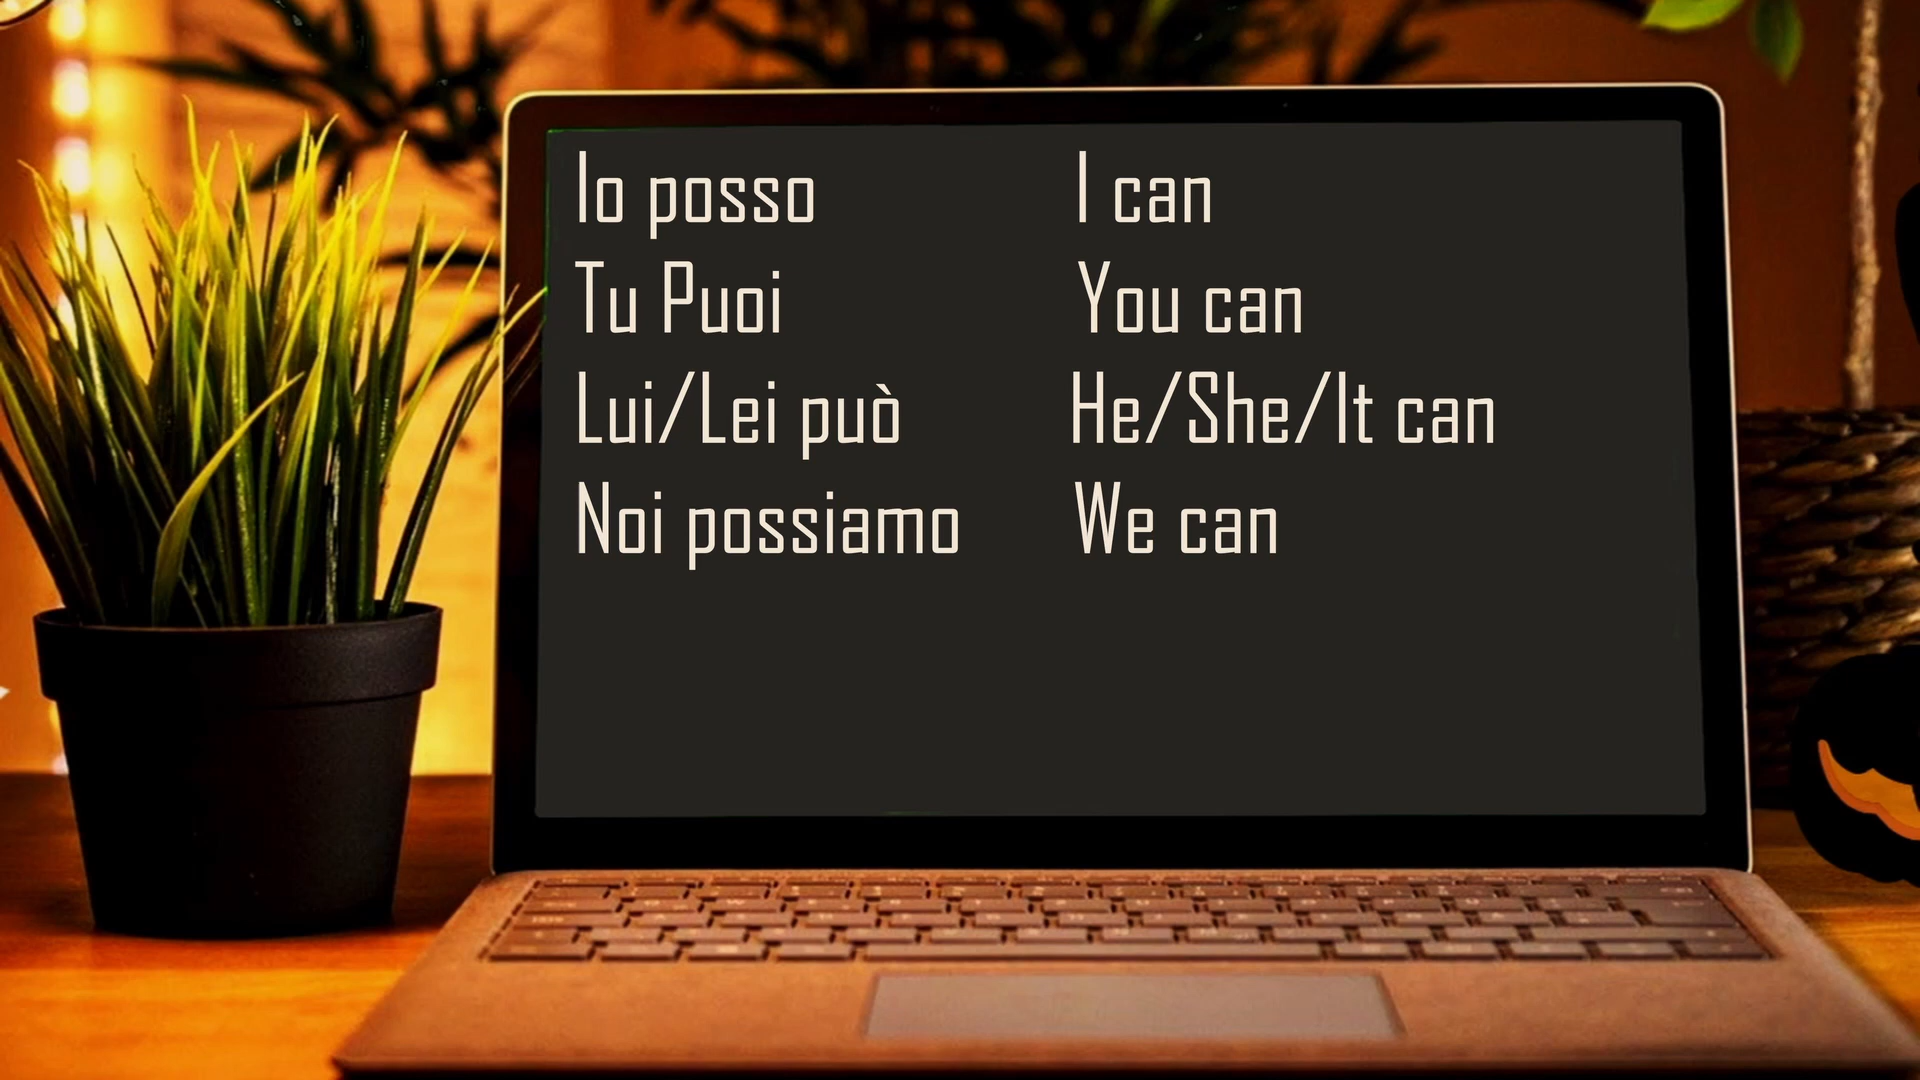 Io posso I can
Tu Puoi You can
Lui/Lei può He/She/It can
Noi possiamo We can